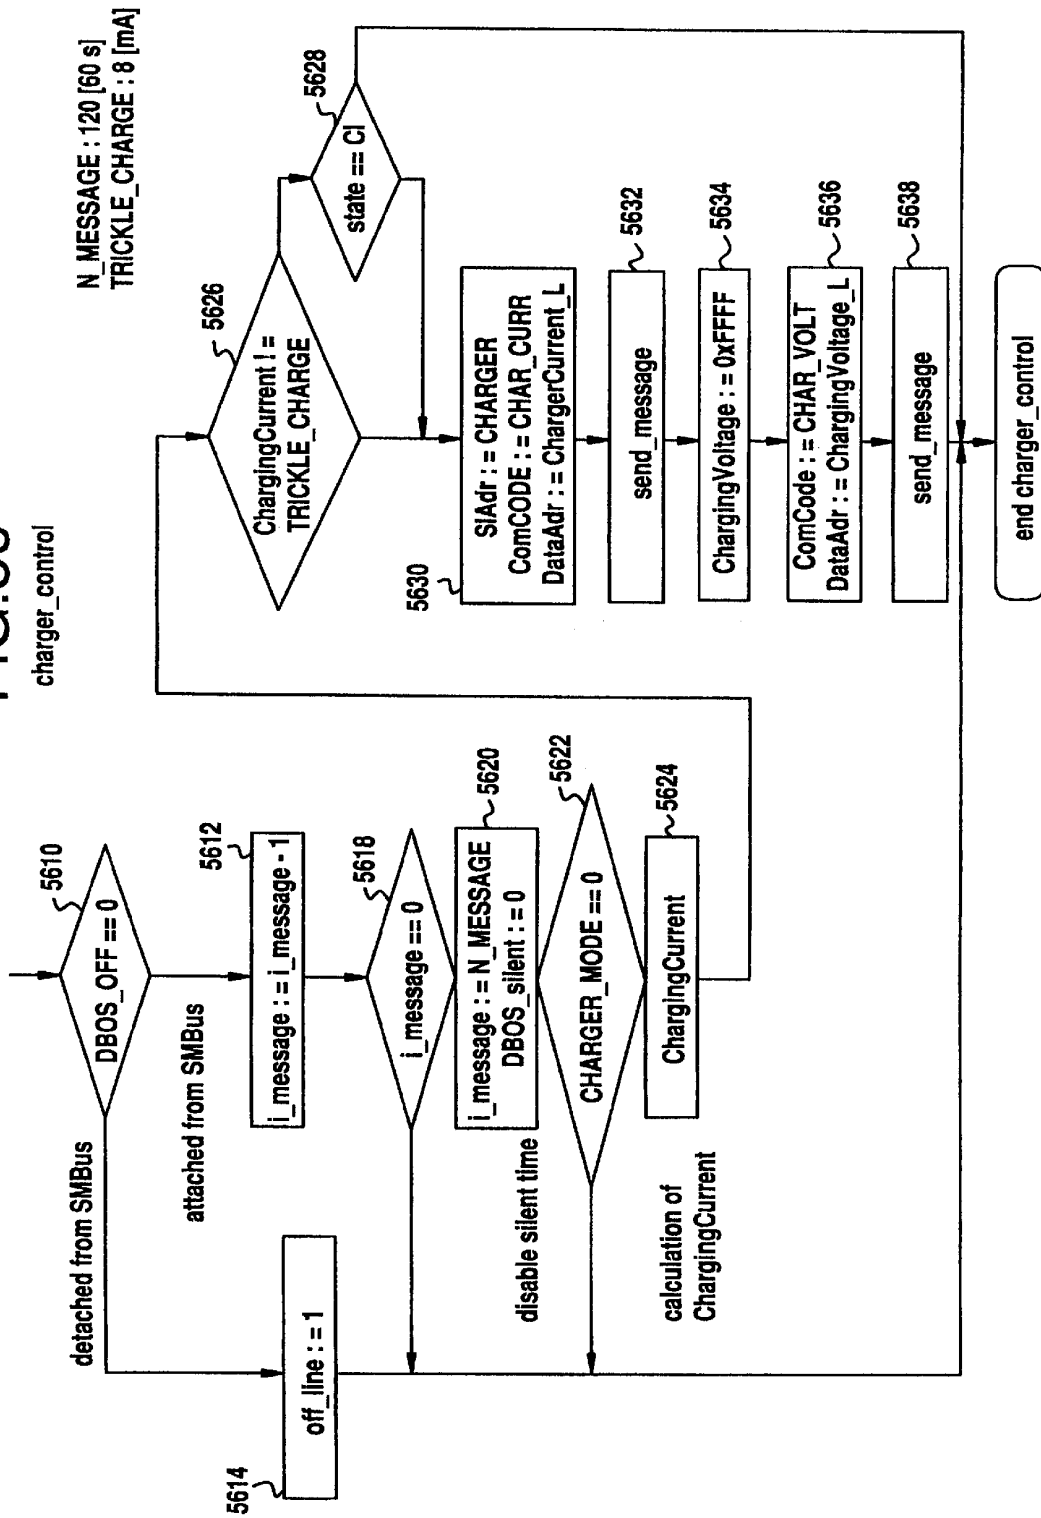 charger_control
N_MESSAGE : 120 [60 s]
TRICKLE_CHARGE : 8 [mA]
DBOS_OFF == 0
5610
detached from SMBus
attached from SMBus
off_line : = 1
5614
i_message : = i_message - 1
5612
i_message == 0
5618
i_message : = N_MESSAGE
DBOS_silent : = 0
5620
disable silent time
CHARGER_MODE == 0
5622
ChargingCurrent
5624
calculation of
ChargingCurrent
ChargingCurrent ! =
TRICKLE_CHARGE
5626
state == CI
5628
SlAdr : = CHARGER
ComCODE : = CHAR_CURR
DataAdr : = ChargerCurrent_L
5630
send_message
5632
ChargingVoltage : = 0xFFFF
5634
ComCode : = CHAR_VOLT
DataAdr : = ChargingVoltage_L
5636
send_message
5638
end charger_control